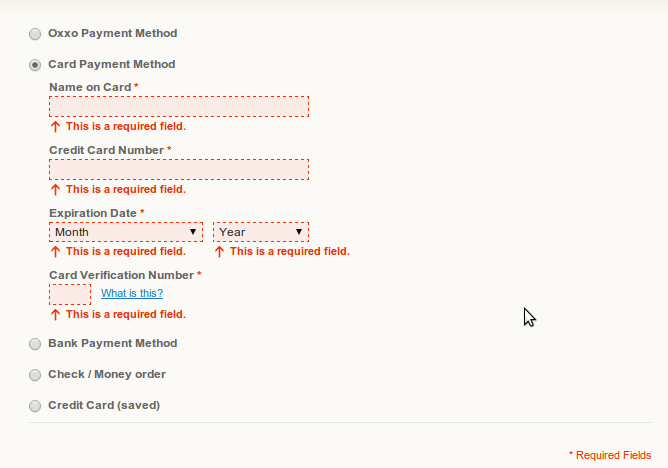 Oxxo Payment Method
Card Payment Method
Name on Card *
This is a required field.
Credit Card Number *
This is a required field.
Expiration Date *
Month Year
This is a required field. This is a required field.
Card Verification Number *
What is this?
This is a required field.
Bank Payment Method
Check / Money order
Credit Card (saved)
* Required Fields